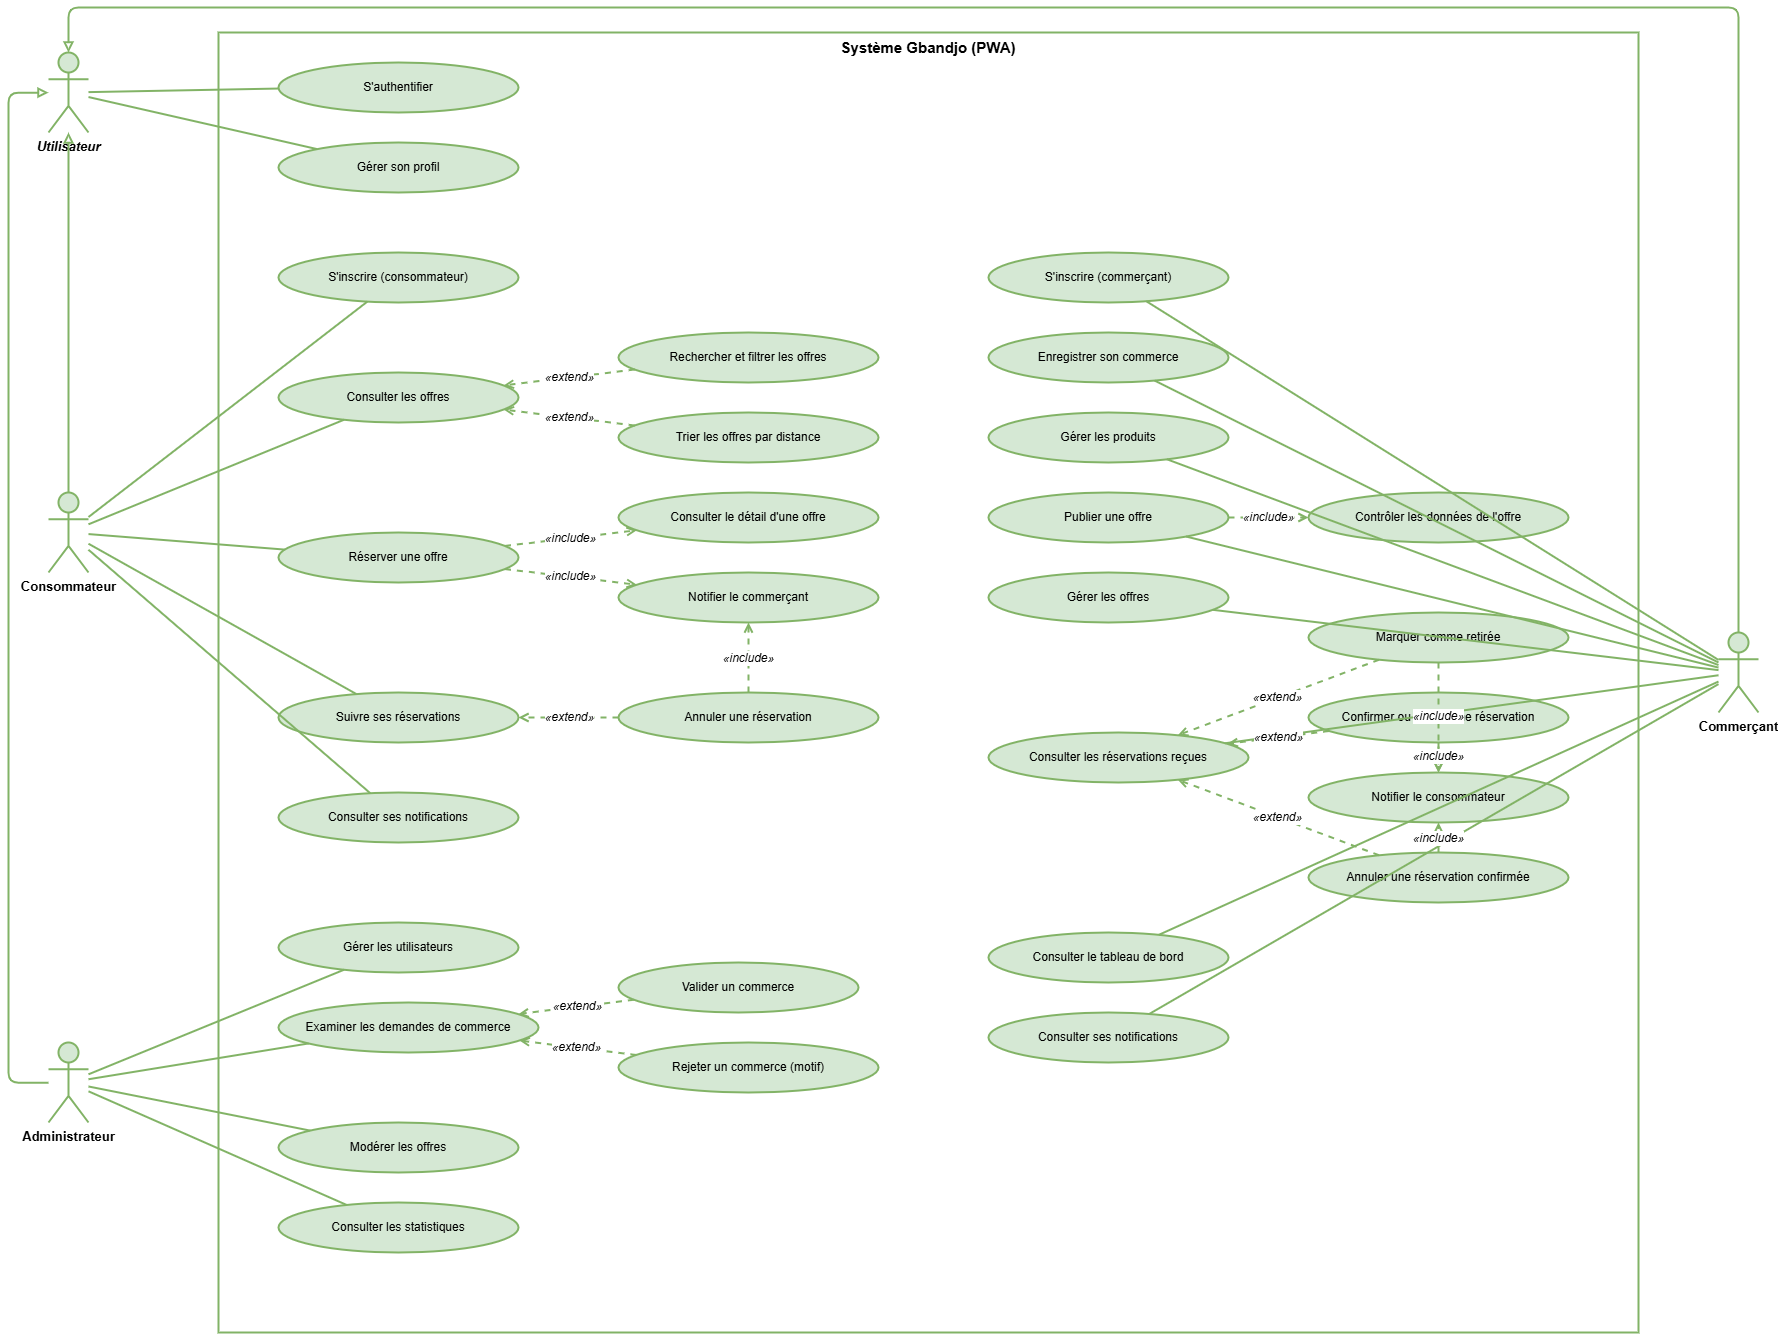 Système Gbandjo (PWA)
Utilisateur
S'authentifier
Gérer son profil
S'inscrire (consommateur)
S'inscrire (commerçant)
Rechercher et filtrer les offres
Enregistrer son commerce
«extend»
Consulter les offres
«extend»
Trier les offres par distance
Gérer les produits
Consulter le détail d'une offre
Publier une offre
«include»
Contrôler les données de l'offre
«include»
Réserver une offre
«include»
Consommateur
Notifier le commerçant
Gérer les offres
Marquer comme retirée
«include»
«extend»
Suivre ses réservations
«extend»
Annuler une réservation
Confirmer ou
«include»
e réservation
Commerçant
«extend»
Consulter les réservations reçues
«include»
Notifier le consommateur
Consulter ses notifications
«extend»
«include»
Annuler une réservation confirmée
Gérer les utilisateurs
Consulter le tableau de bord
Valider un commerce
«extend»
Examiner les demandes de commerce
«extend»
Consulter ses notifications
Rejeter un commerce (motif)
Administrateur
Modérer les offres
Consulter les statistiques